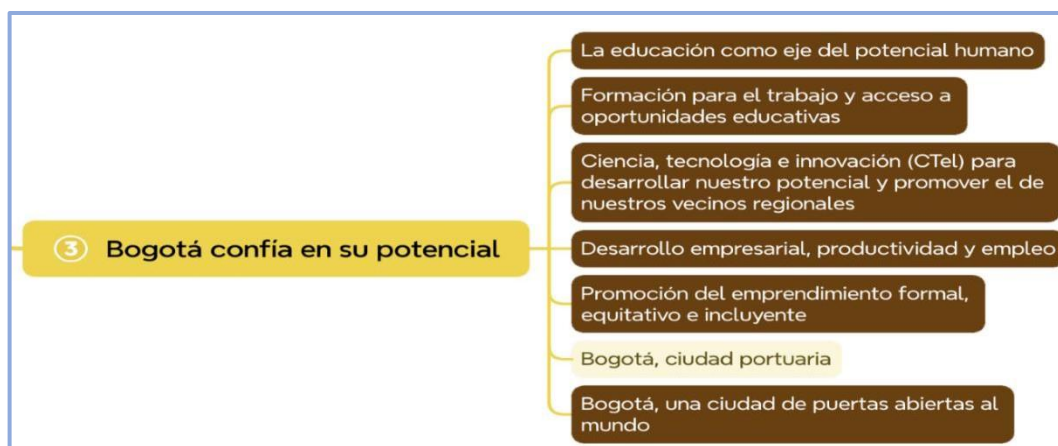 ③ Bogotá confía en su potencial
La educación como eje del potencial humano
Formación para el trabajo y acceso a
oportunidades educativas
Ciencia, tecnología e innovación (CTel) para
desarrollar nuestro potencial y promover el de
nuestros vecinos regionales
Desarrollo empresarial, productividad y empleo
Promoción del emprendimiento formal,
equitativo e incluyente
Bogotá, ciudad portuaria
Bogotá, una ciudad de puertas abiertas al
mundo